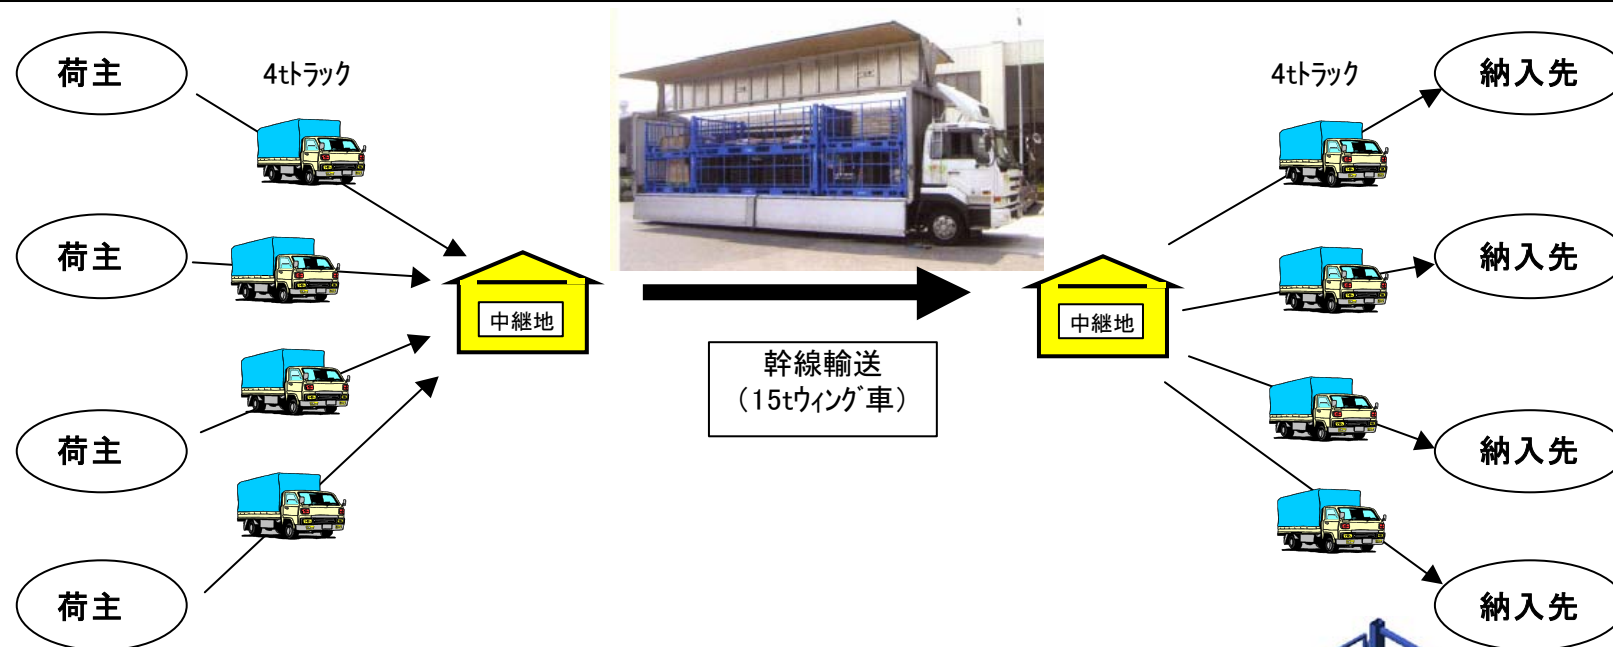 荷主
4tﾄﾗｯｸ
4tﾄﾗｯｸ
納入先
荷主
納入先
中継地
中継地
幹線輸送
（15tｳｨﾝｸﾞ車）
荷主
納入先
荷主
納入先